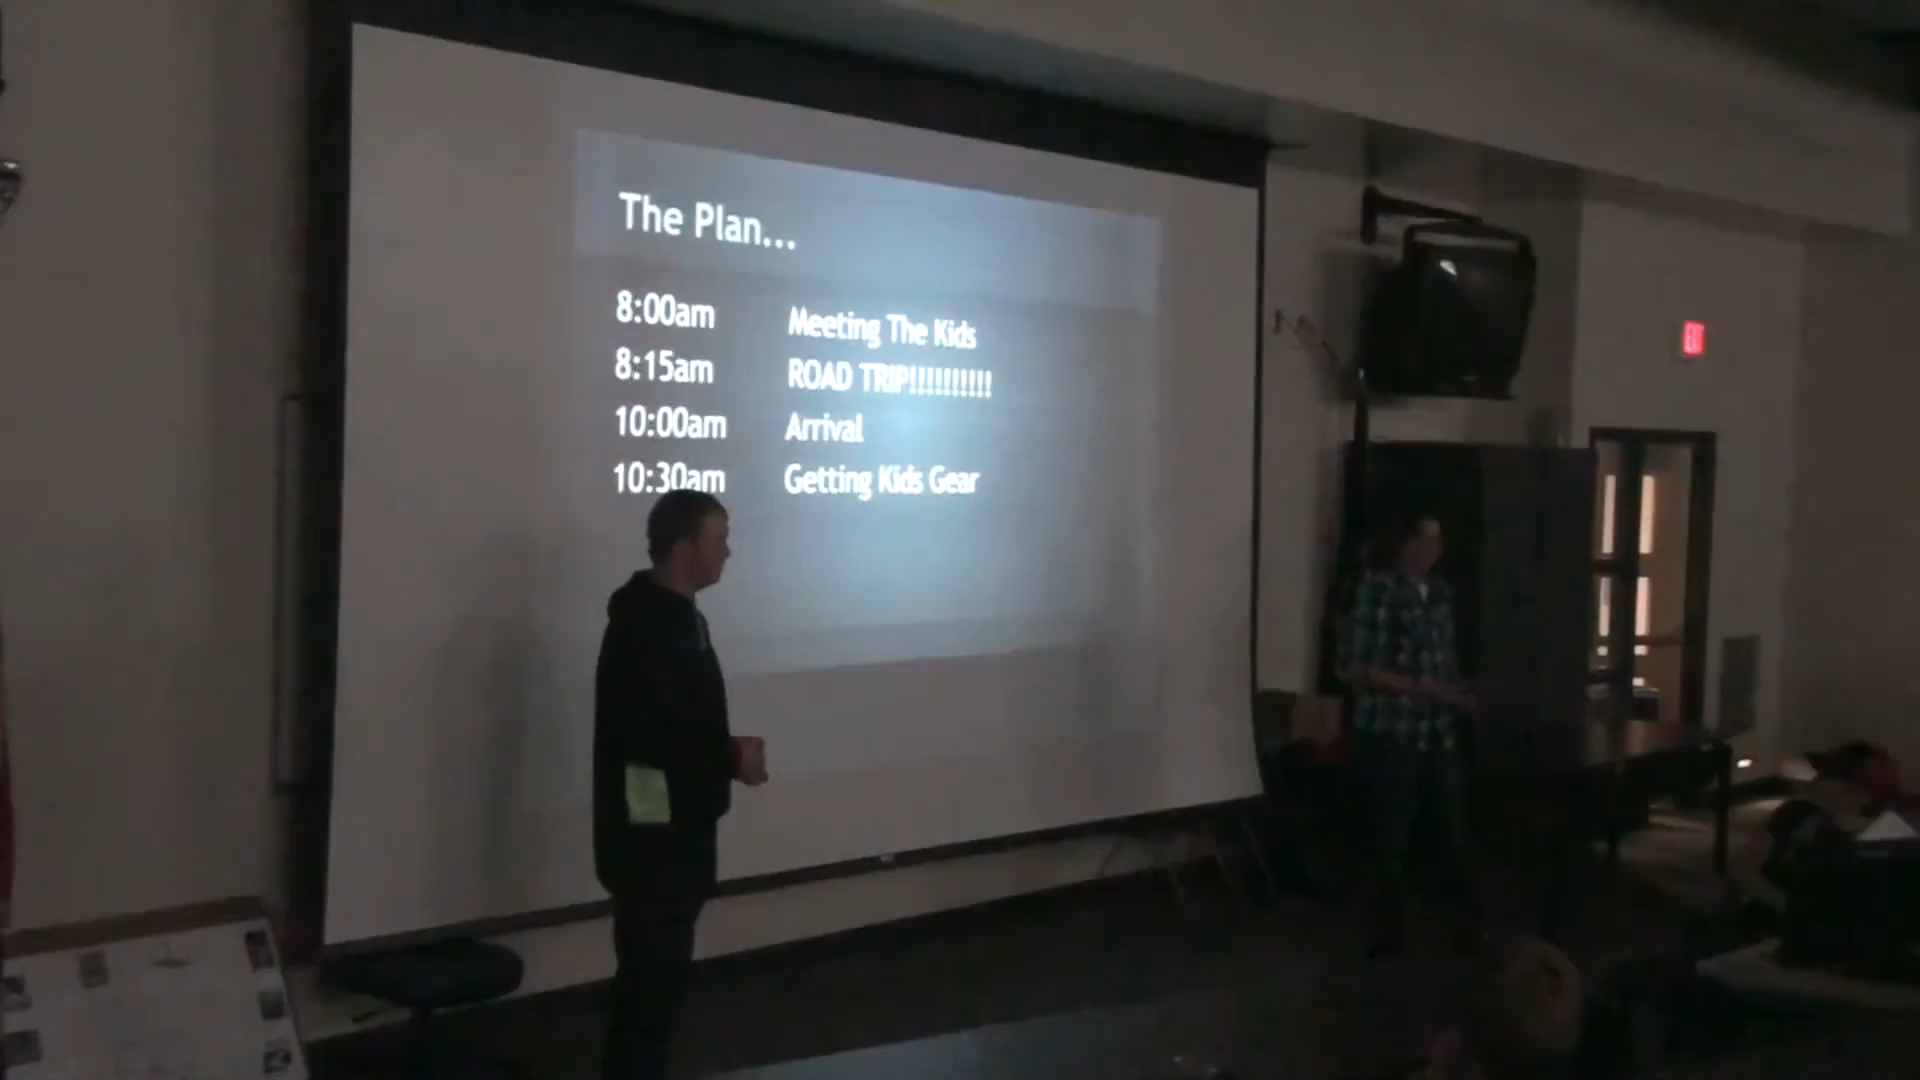 The Plan...
8:00am Meeting The Kids
8:15am ROAD TRIP!!!!!!!!!!
10:00am Arrival
10:30am Getting Kids Gear